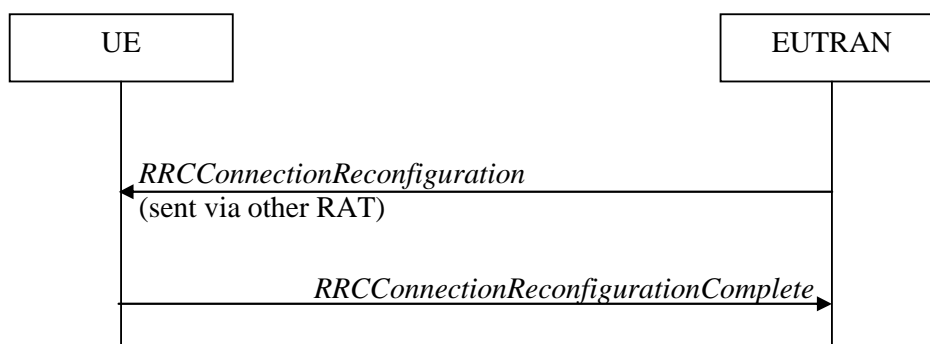 UE
EUTRAN
RRCConnectionReconfiguration
(sent via other RAT)
RRCConnectionReconfigurationComplete